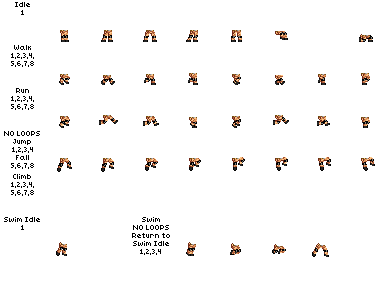 Idle
1
Walk
1,2,3,4,
5,6,7,8
Run
1,2,3,4,
5,6,7,8
NO LOOPS
Jump
1,2,3,4
Fall
5,6,7,8
Climb
1,2,3,4,
5,6,7,8
Swim Idle
1
Swim
NO LOOPS
Return to
Swim Idle
1,2,3,4